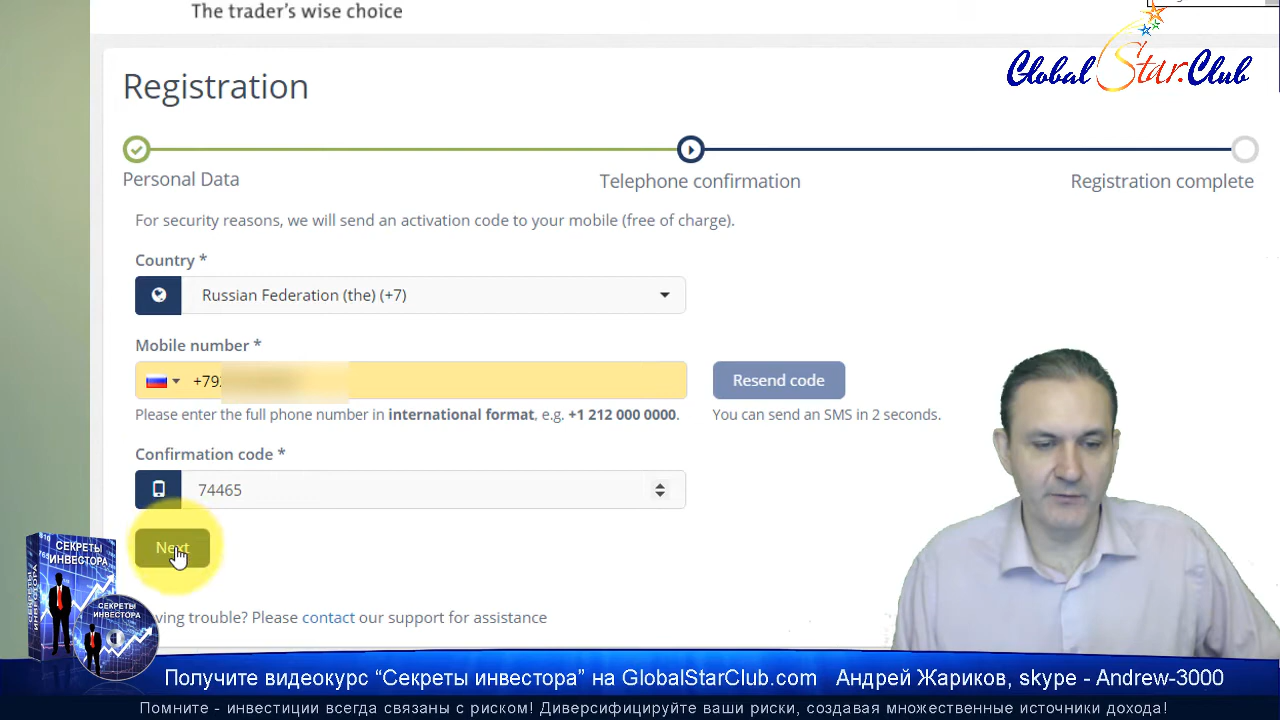 The trader's wise choice
Global Star.Club
Registration
Personal Data
Telephone confirmation
Registration complete
For security reasons, we will send an activation code to your mobile (free of charge).
Country *
Russian Federation (the) (+7)
Mobile number *
+79
Resend code
Please enter the full phone number in international format, e.g. +1 212 000 0000.
You can send an SMS in 2 seconds.
Confirmation code *
74465
Next
ving trouble? Please contact our support for assistance
СЕКРЕТЫ
ИНВЕСТОРА
СЕКРЕТЫ ИНВЕСТОРА
СЕКРЕТЫ
ИНВЕСТОРА
Получите видеокурс “Секреты инвестора” на GlobalStarClub.com Андрей Жариков, skype - Andrew-3000
Помните - инвестиции всегда связаны с риском! Диверсифицируйте ваши риски, создавая множественные источники дохода!